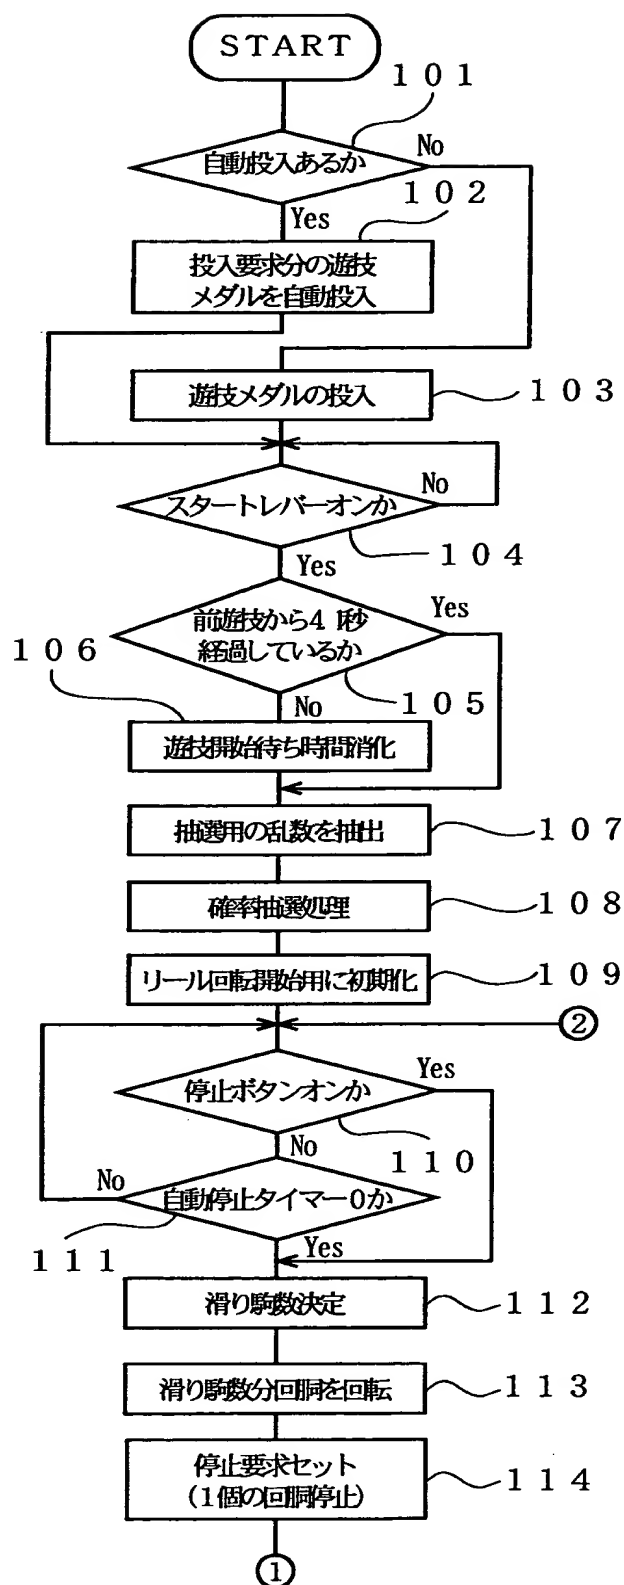 START
101
自動投入あるか
No
102
Yes
投入要求分の遊技
メダルを自動投入
遊技メダルの投入
103
スタートレバーオンか
No
104
Yes
前遊技から4.1秒
経過しているか
Yes
106
105
No
遊技開始待ち時間消化
抽選用の乱数を抽出
107
確率抽選処理
108
リール回転開始用に初期化
109
②
停止ボタンオンか
Yes
110
No
自動停止タイマー0か
No
111
Yes
滑り駒数決定
112
滑り駒数分回胴を回転
113
停止要求セット
(1個の回胴停止)
114
①